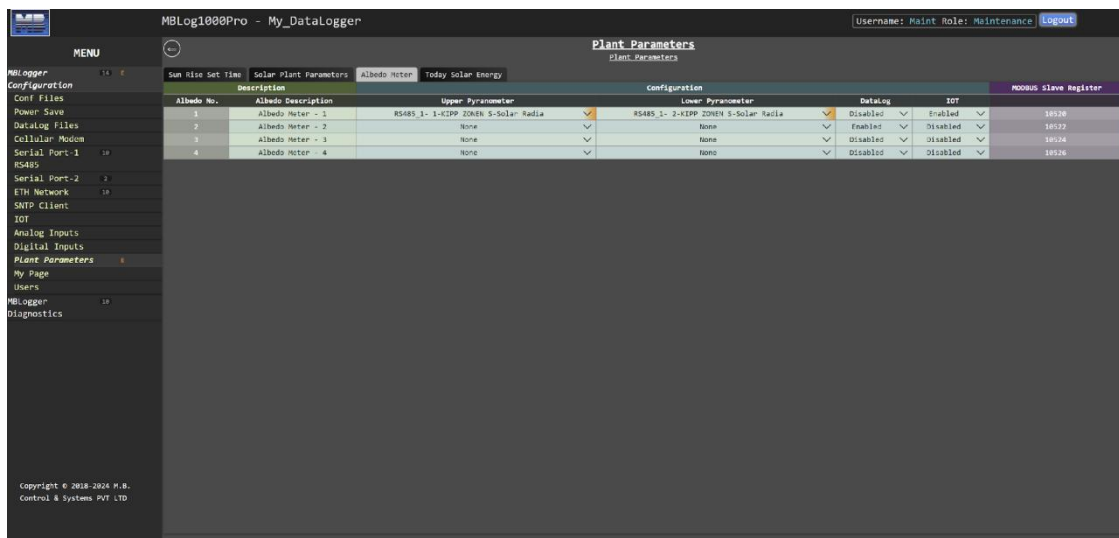 MB
MBLog1000Pro - My_DataLogger
Username: Maint Role: Maintenance Logout
MENU
Plant Parameters
Plant Parameters
MBLogger 14
Configuration
Conf Files
Power Save
DataLog Files
Cellular Modem
Serial Port-1 10
RS485
Serial Port-2 2
ETH Network 10
SNTP Client
IOT
Analog Inputs
Digital Inputs
PLant Parameters
My Page
Users
MBLogger 10
Diagnostics
Sun Rise Set Time Solar Plant Parameters Albedo Meter Today Solar Energy
Description Configuration MODBUS Slave Register
Albedo No. Albedo Description Upper Pyranometer Lower Pyranometer DataLog IOT
1 Albedo Meter - 1 RS485_1- 1-KIPP ZONEN S-Solar Radia RS485_1- 2-KIPP ZONEN S-Solar Radia Disabled Enabled 10520
2 Albedo Meter - 2 None None Enabled Disabled 10522
3 Albedo Meter - 3 None None Disabled Disabled 10524
4 Albedo Meter - 4 None None Disabled Disabled 10526
Copyright © 2018-2024 M.B.
Control & Systems PVT LTD